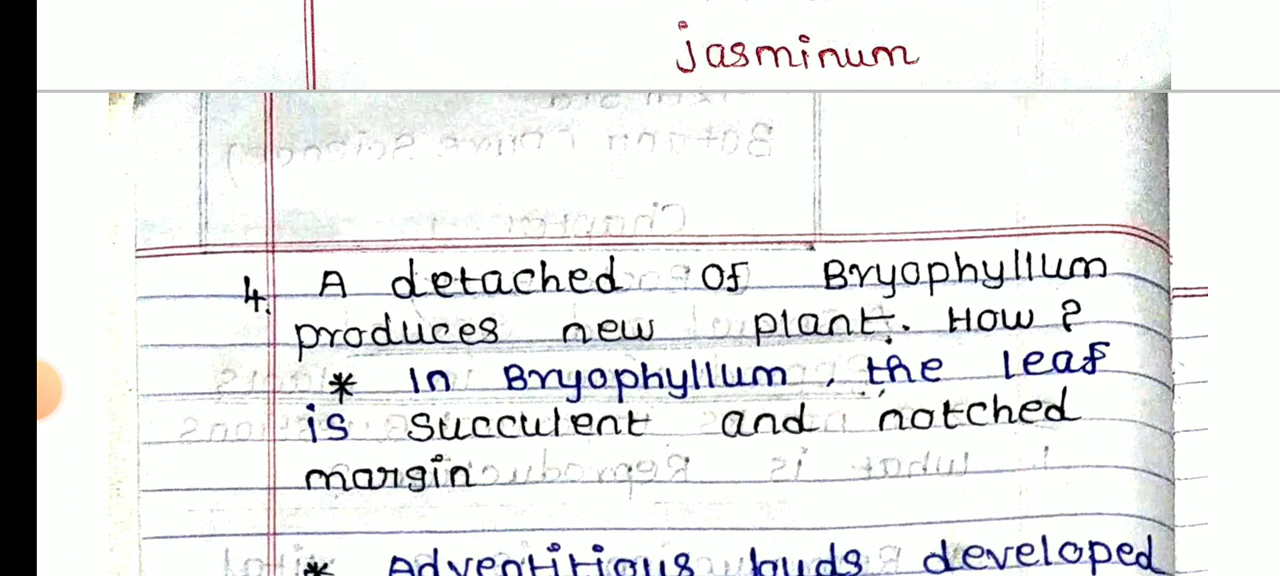 jasminum
4. A detached of Bryophyllum
produces new plant. How ?
* In Bryophyllum, the leaf
is succulent and notched
margin
* Adventitious buds developed